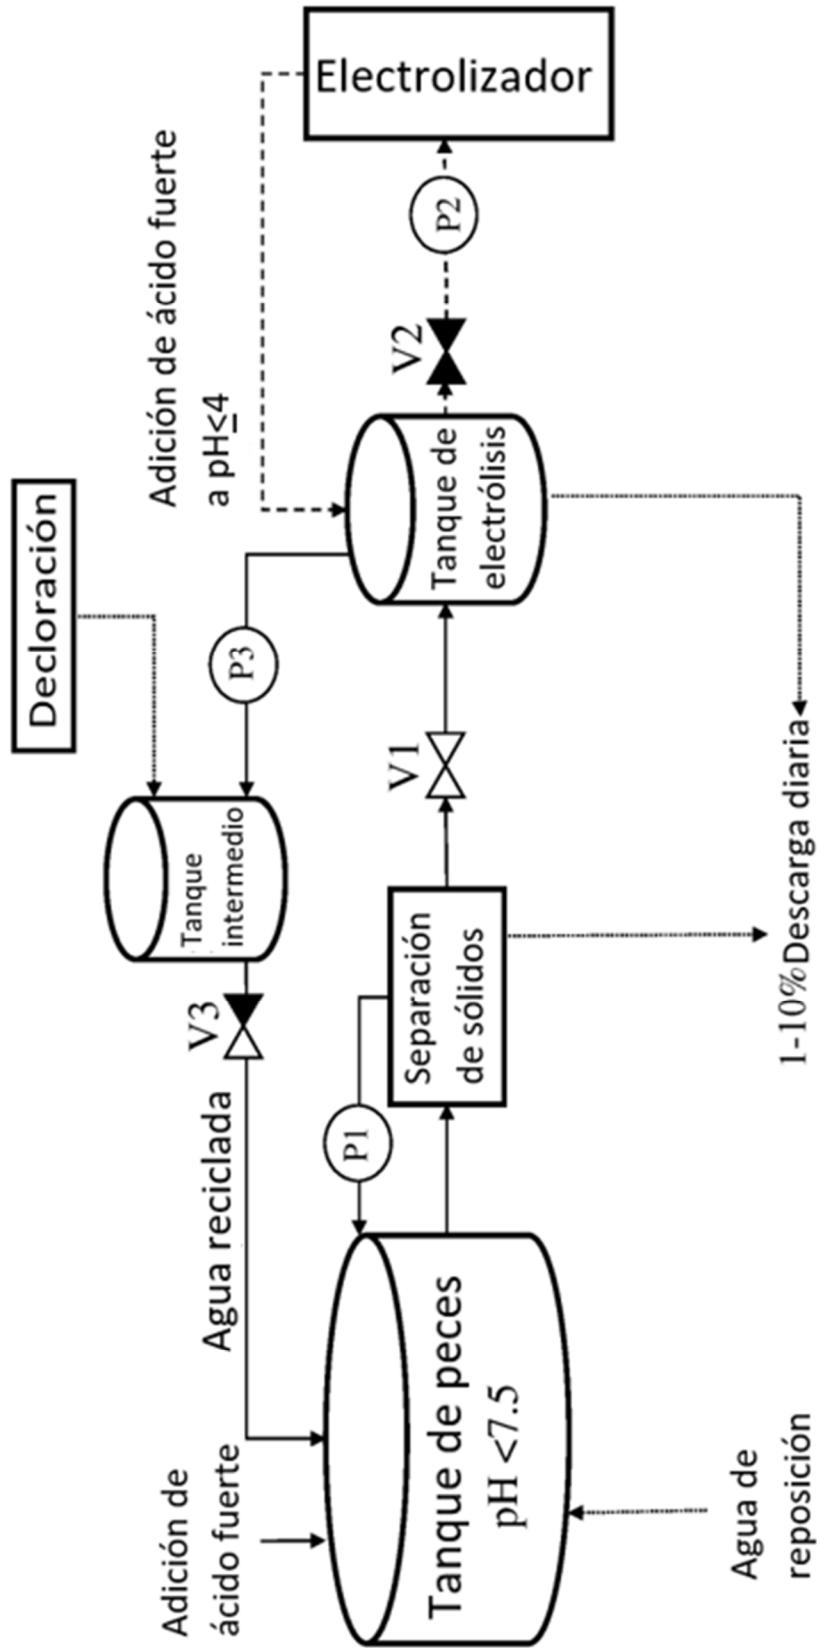 Decloración
Adición de ácido fuerte
a pH<4
Electrolizador
P3
P2
V2
Tanque
intermedio
Tanque de
electrólisis
V3
V1
Agua reciclada
Separación
de sólidos
P1
Adición de
ácido fuerte
Tanque de peces
pH <7.5
1-10%Descarga diaria
Agua de
reposición